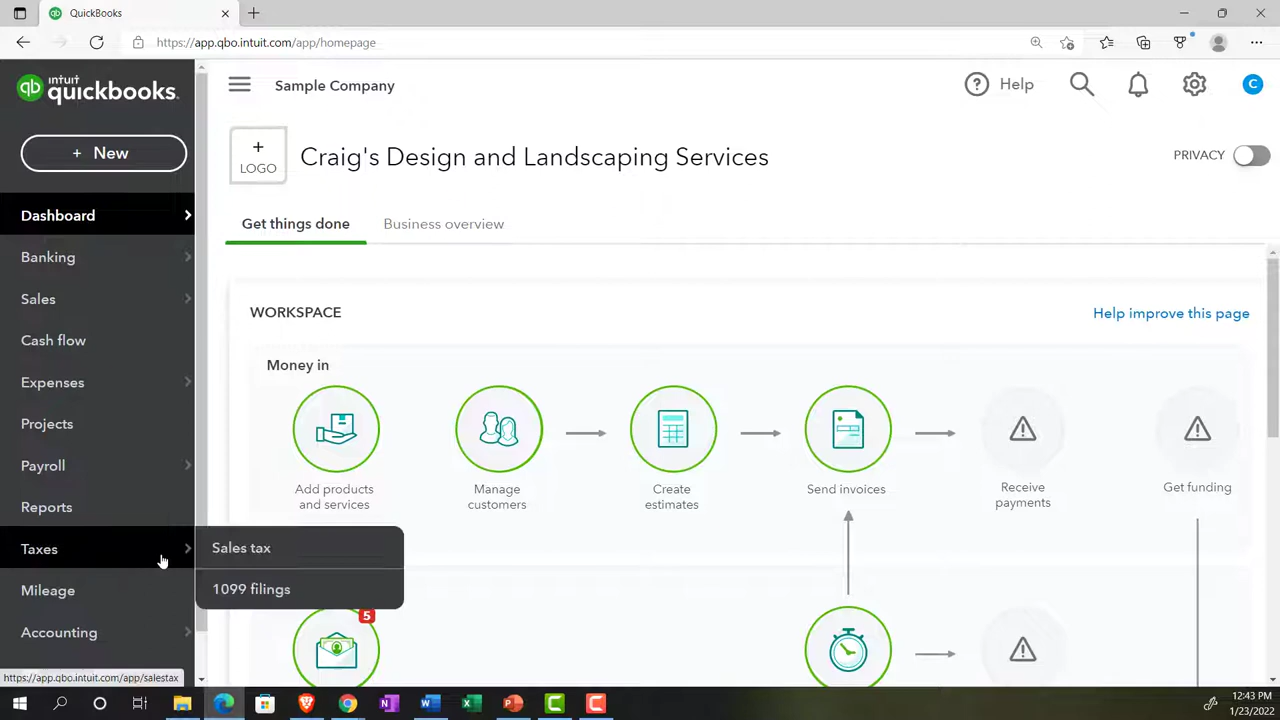 QuickBooks
https://app.qbo.intuit.com/app/homepage
intuit
quickbooks.
+ New
Dashboard
Banking
Sales
Cash flow
Expenses
Projects
Payroll
Reports
Taxes
Mileage
Accounting
Sales tax
1099 filings
https://app.qbo.intuit.com/app/salestax
Sample Company
Help
C
+
LOGO
Craig's Design and Landscaping Services
PRIVACY
Get things done
Business overview
WORKSPACE
Help improve this page
Money in
Add products
and services
Manage
customers
Create
estimates
Send invoices
Receive
payments
Get funding
5
12:43 PM
1/23/2022